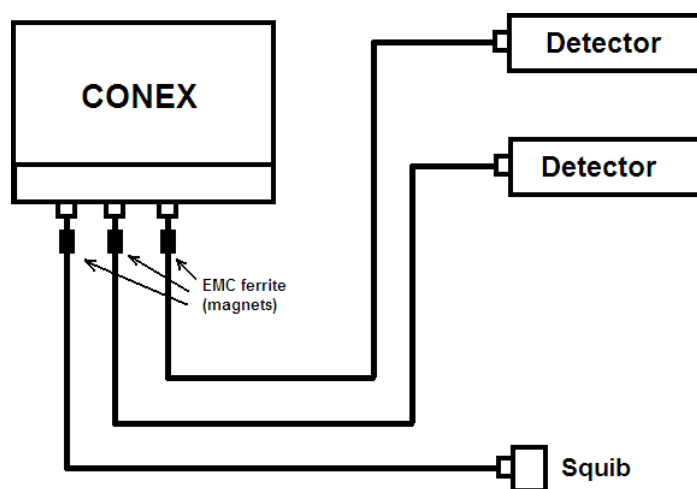 Detector
CONEX
Detector
EMC ferrite
(magnets)
Squib